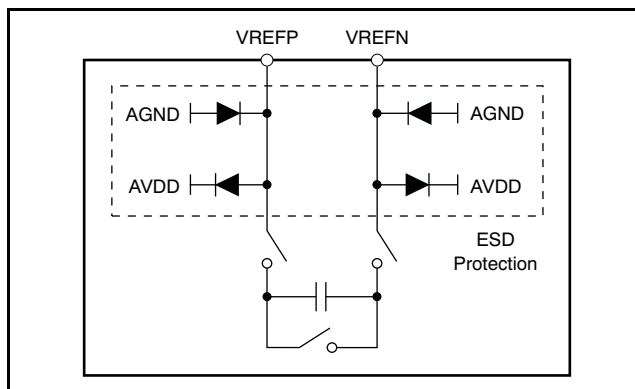 VREFP VREFN
AGND AGND
AVDD AVDD
ESD
Protection